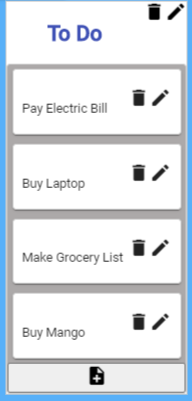 To Do
Pay Electric Bill
Buy Laptop
Make Grocery List
Buy Mango